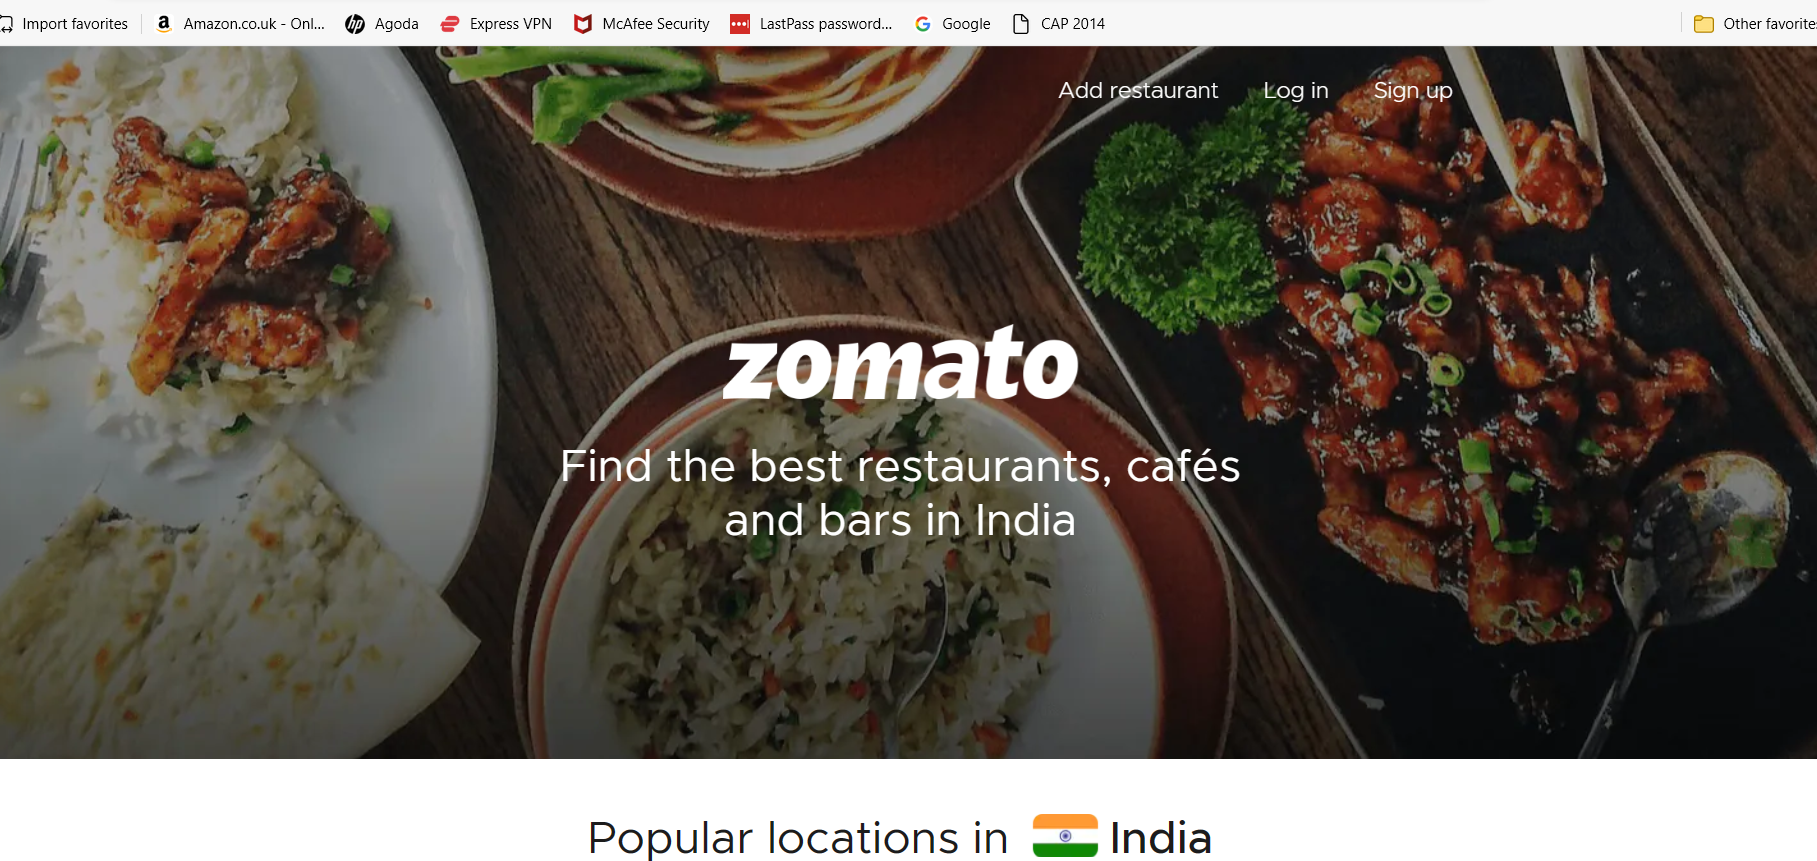 Import favorites Amazon.co.uk - Onl... Agoda Express VPN McAfee Security LastPass password... Google CAP 2014 Other favorite
Add restaurant Log in Sign up
zomato
Find the best restaurants, cafés
and bars in India
Popular locations in India